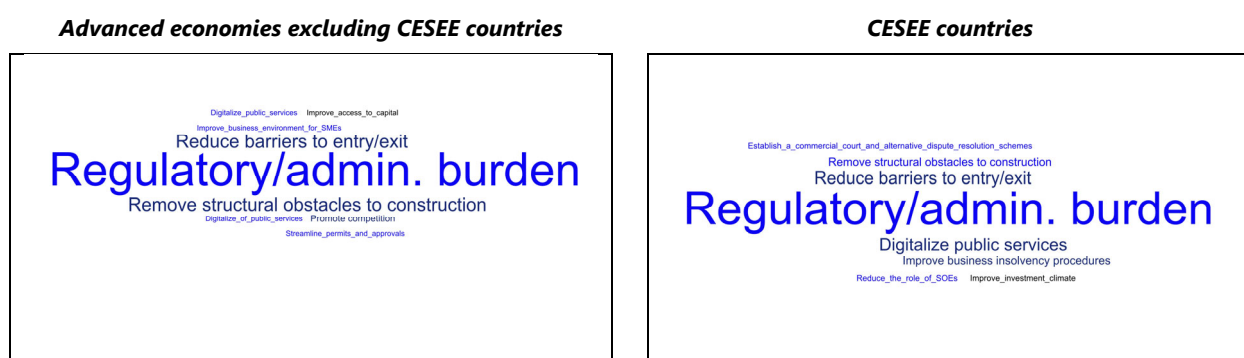 Advanced economies excluding CESEE countries
Digitalize_public_services Improve_access_to_capital
Improve_business_environment_for_SMEs
Reduce barriers to entry/exit
Regulatory/admin. burden
Remove structural obstacles to construction
Digitalize_of_public_services Promote competition
Streamline_permits_and_approvals
CESEE countries
Establish_a_commercial_court_and_alternative_dispute_resolution_schemes
Remove structural obstacles to construction
Reduce barriers to entry/exit
Regulatory/admin. burden
Digitalize public services
Improve business insolvency procedures
Reduce_the_role_of_SOEs Improve_investment_climate